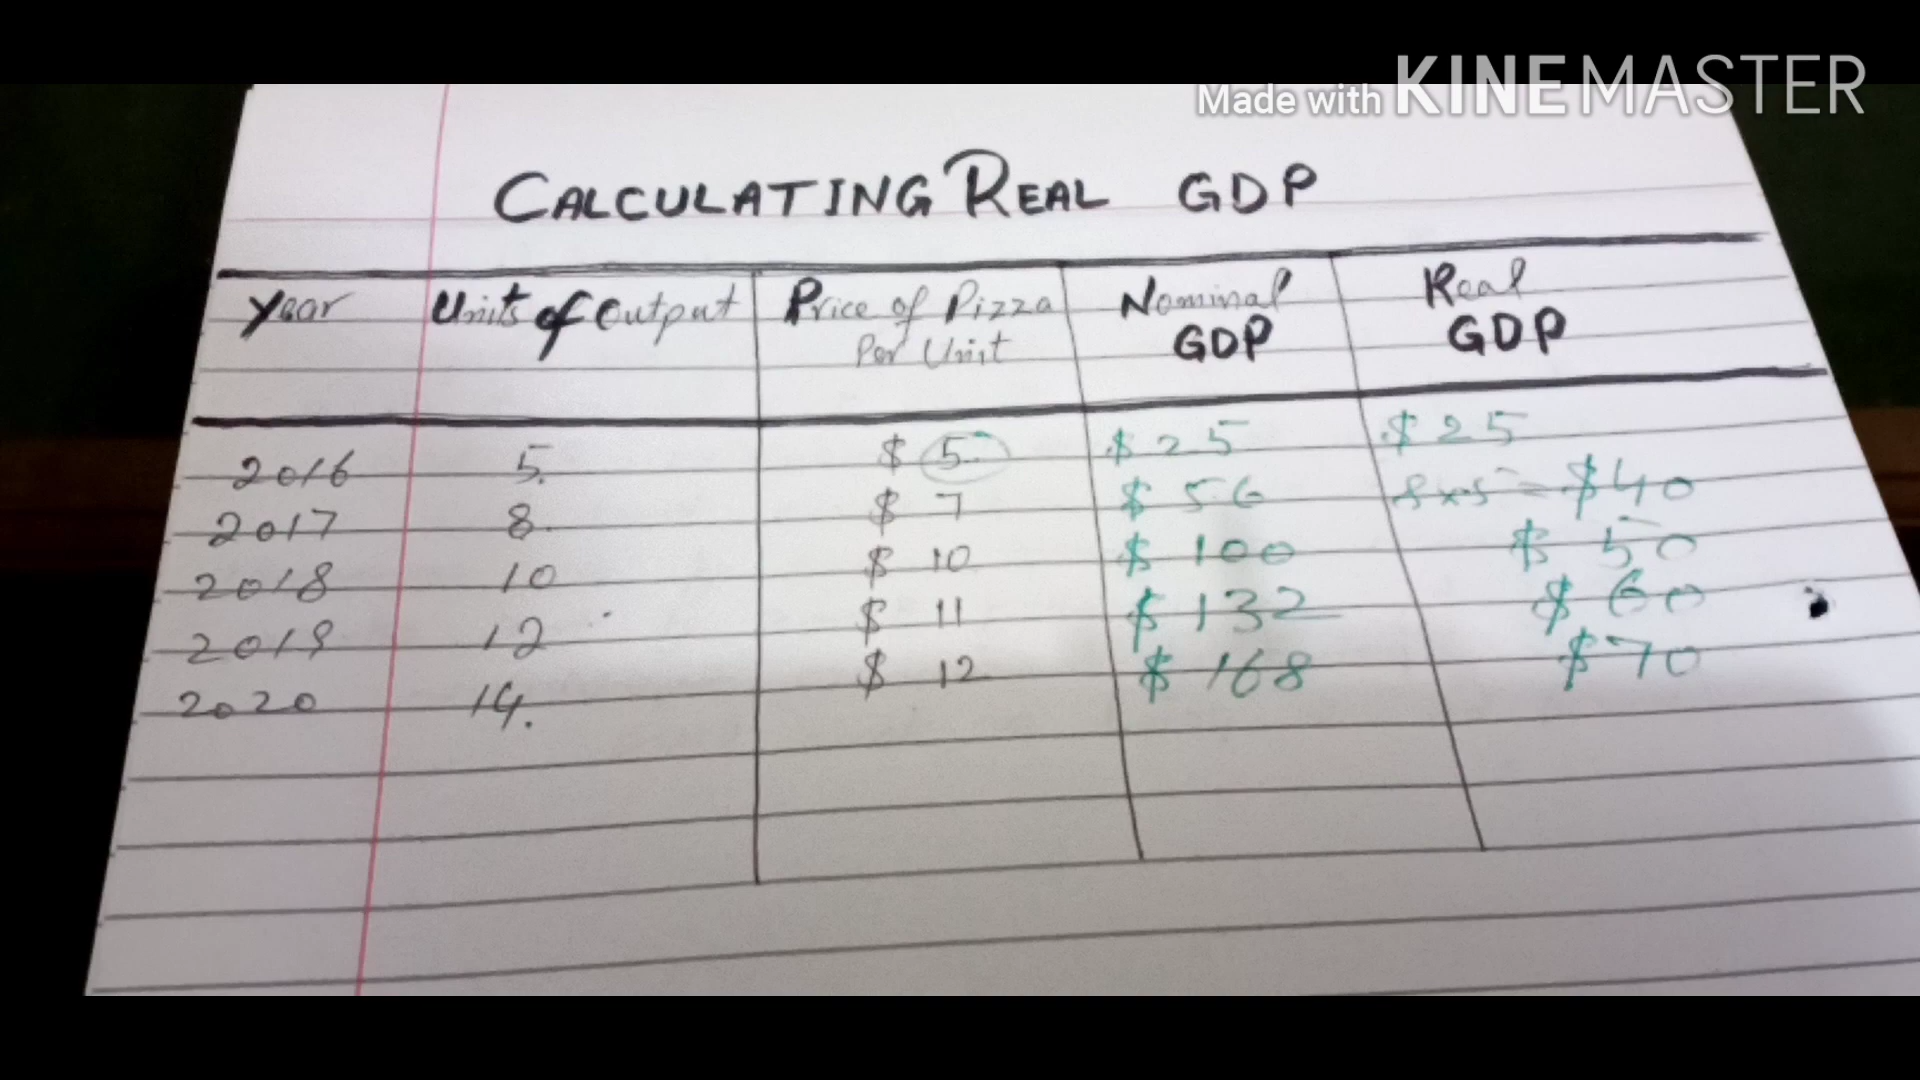 Made with KINEMASTER
CALCULATING REAL GDP
Year Units of Output Price of Pizza Per Unit Nominal GDP Real GDP
2016 5. $ 5 $ 25 $ 25
2017 8. $ 7 $ 56 8x5 = $40
2018 10 $ 10 $ 100 $ 50
2019 12 $ 11 $ 132 $ 60
2020 14. $ 12 $ 168 $70